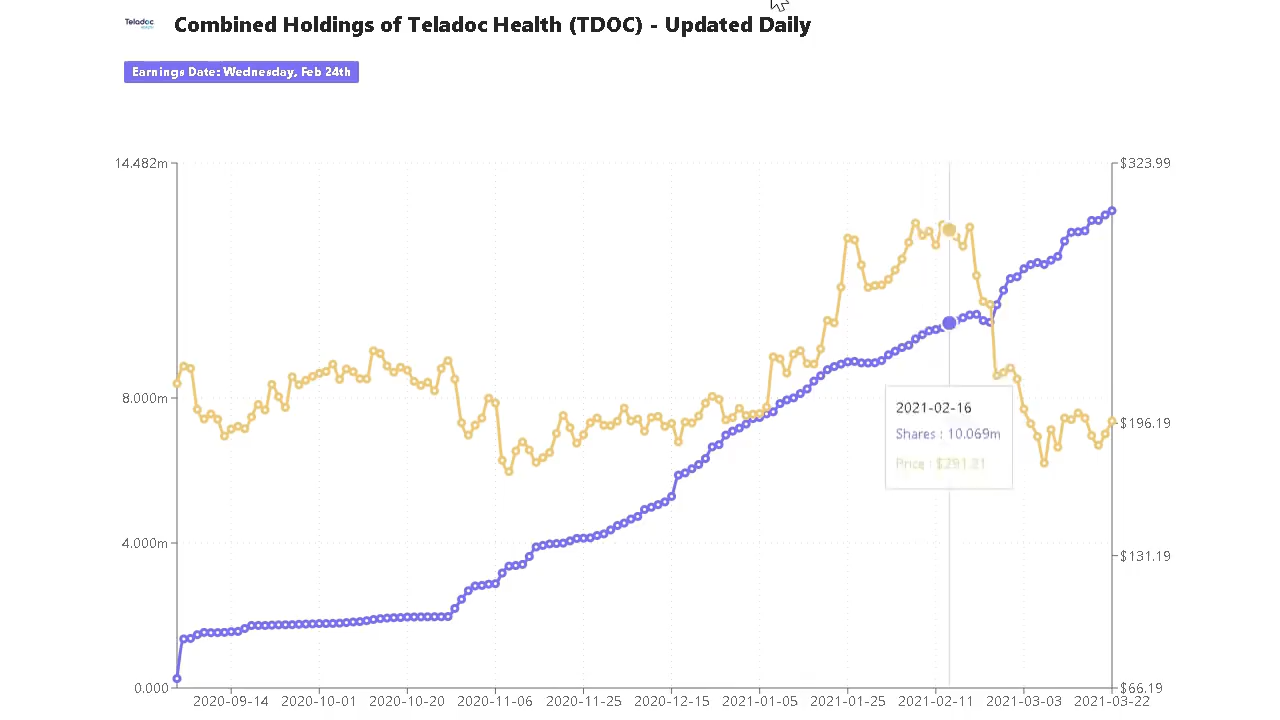 Teladoc
Combined Holdings of Teladoc Health (TDOC) - Updated Daily
Earnings Date: Wednesday, Feb 24th
14.482m
$323.99
8.000m
$196.19
4.000m
$131.19
0.000
$66.19
2021-02-16
Shares : 10.069m
Price : $291.21
2020-09-14 2020-10-01 2020-10-20 2020-11-06 2020-11-25 2020-12-15 2021-01-05 2021-01-25 2021-02-11 2021-03-03 2021-03-22